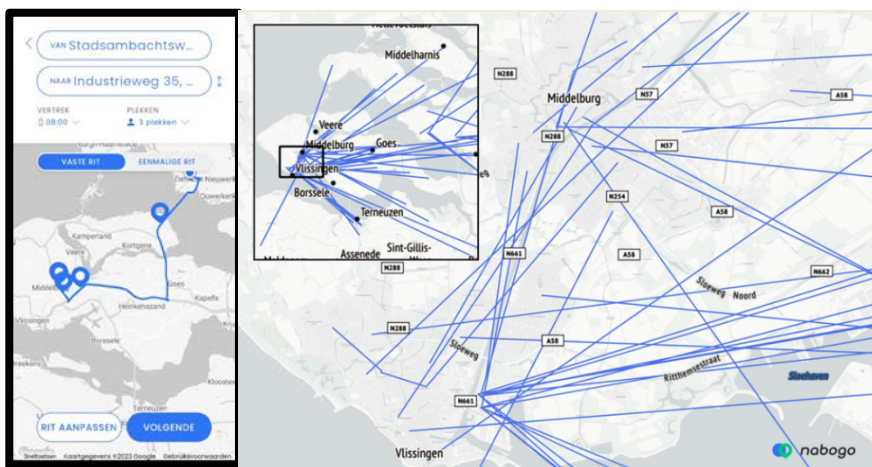 VAN Stadsambachtsw...
NAAR Industrieweg 35, ...
VERTREK
PLEKKEN
08:00
3 plekken
VASTE RIT
EENMALIGE RIT
Ouwerkerk
Kamperland
Veere
Kortgene
Goes
Heinkenszand
Kapelle
Vlissingen
Borssele
Terneuzen
RIT AANPASSEN
VOLGENDE
Sneltoetsen
Kaartgegevens ©2023 Google
Gebruiksvoorwaarden
Middelharnis
Veere
Middelburg
Goes
Vlissingen
Borssele
Terneuzen
Assenede
Sint-Gillis-
N288
Middelburg
N57
A58
N288
N57
N254
A58
N661
A58
N662
N288
Sloeweg Noord
N288
A58
Sloeweg
Ritthemsestraat
Sloehaven
N661
Vlissingen
nabogo